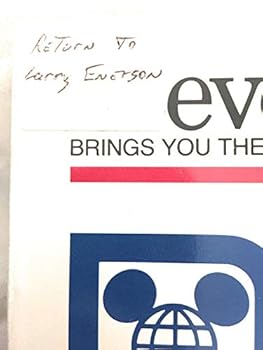 RETURN TO
Larry ENERSON
eve
BRINGS YOU THE